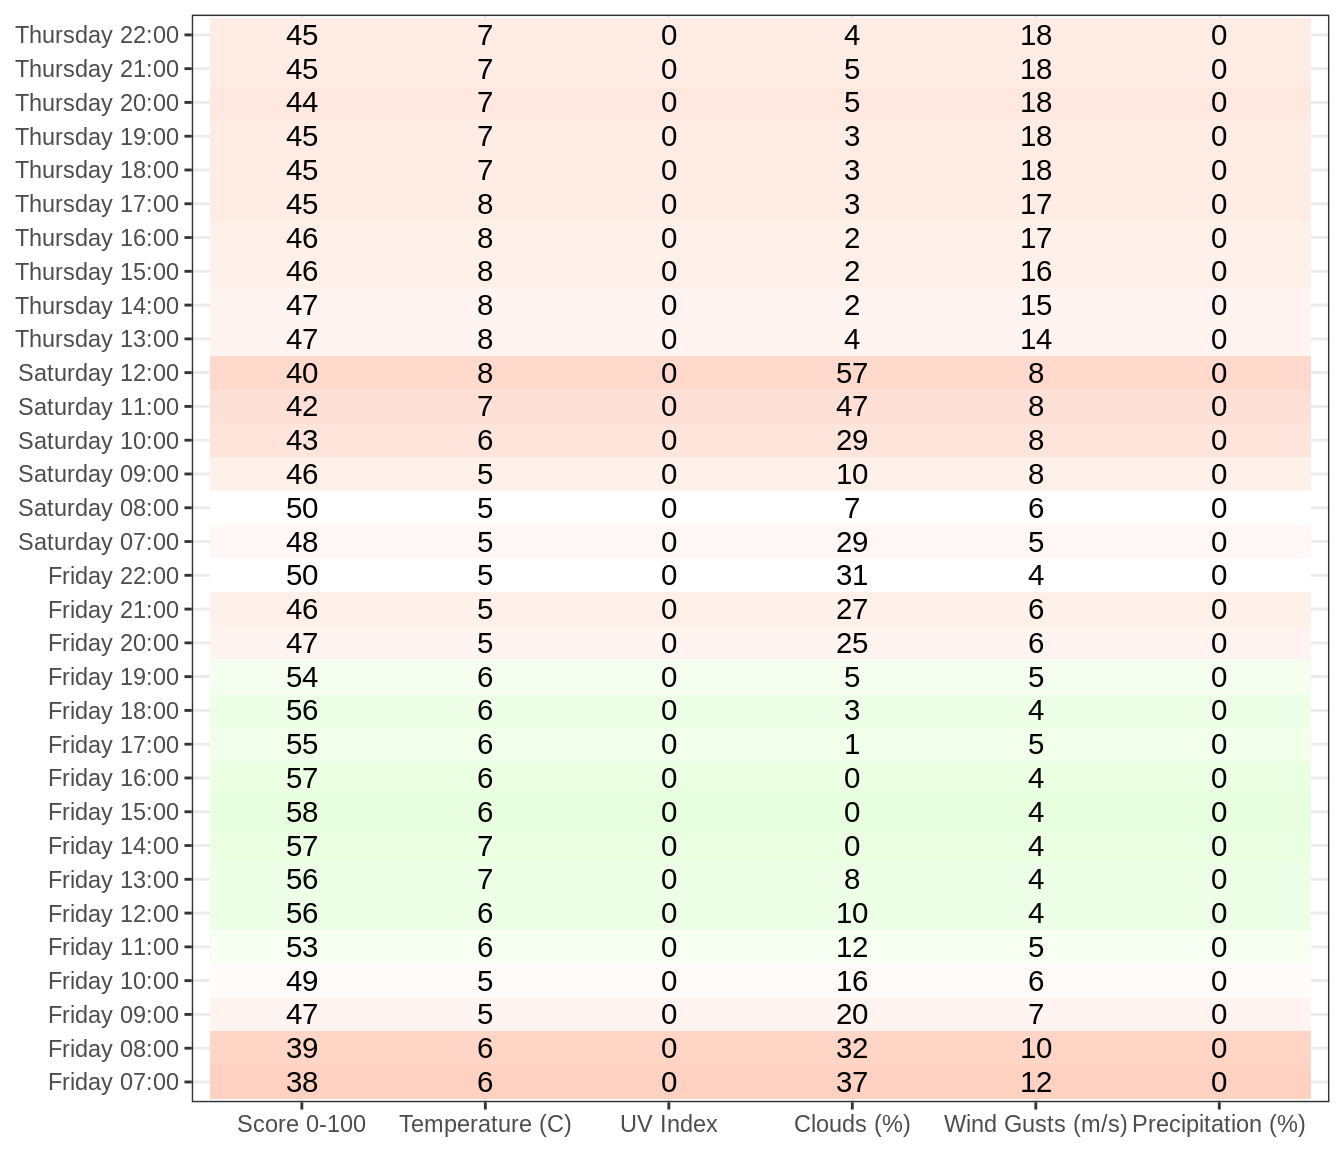 Thursday 22:00 45 7 0 4 18 0
Thursday 21:00 45 7 0 5 18 0
Thursday 20:00 44 7 0 5 18 0
Thursday 19:00 45 7 0 3 18 0
Thursday 18:00 45 7 0 3 18 0
Thursday 17:00 45 8 0 3 17 0
Thursday 16:00 46 8 0 2 17 0
Thursday 15:00 46 8 0 2 16 0
Thursday 14:00 47 8 0 2 15 0
Thursday 13:00 47 8 0 4 14 0
Saturday 12:00 40 8 0 57 8 0
Saturday 11:00 42 7 0 47 8 0
Saturday 10:00 43 6 0 29 8 0
Saturday 09:00 46 5 0 10 8 0
Saturday 08:00 50 5 0 7 6 0
Saturday 07:00 48 5 0 29 5 0
Friday 22:00 50 5 0 31 4 0
Friday 21:00 46 5 0 27 6 0
Friday 20:00 47 5 0 25 6 0
Friday 19:00 54 6 0 5 5 0
Friday 18:00 56 6 0 3 4 0
Friday 17:00 55 6 0 1 5 0
Friday 16:00 57 6 0 0 4 0
Friday 15:00 58 6 0 0 4 0
Friday 14:00 57 7 0 0 4 0
Friday 13:00 56 7 0 8 4 0
Friday 12:00 56 6 0 10 4 0
Friday 11:00 53 6 0 12 5 0
Friday 10:00 49 5 0 16 6 0
Friday 09:00 47 5 0 20 7 0
Friday 08:00 39 6 0 32 10 0
Friday 07:00 38 6 0 37 12 0
Score 0-100 Temperature (C) UV Index Clouds (%) Wind Gusts (m/s) Precipitation (%)